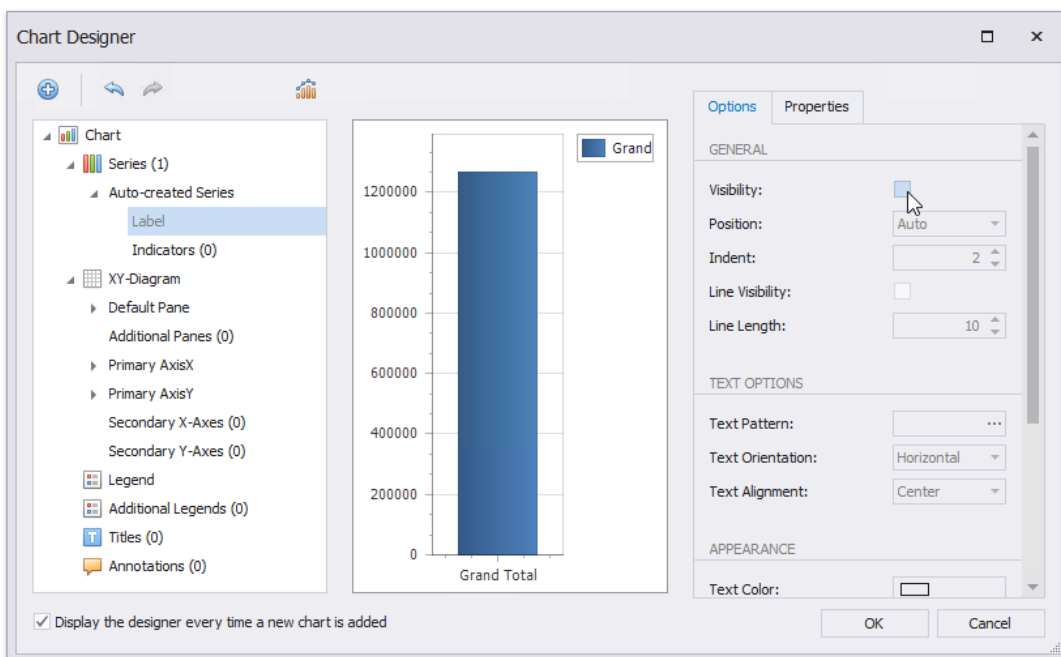 Chart Designer
Chart
Series (1)
Auto-created Series
Label
Indicators (0)
XY-Diagram
Default Pane
Additional Panes (0)
Primary AxisX
Primary AxisY
Secondary X-Axes (0)
Secondary Y-Axes (0)
Legend
Additional Legends (0)
Titles (0)
Annotations (0)
Grand
1200000
1000000
800000
600000
400000
200000
0
Grand Total
Options Properties
GENERAL
Visibility:
Position: Auto
Indent: 2
Line Visibility:
Line Length: 10
TEXT OPTIONS
Text Pattern: ...
Text Orientation: Horizontal
Text Alignment: Center
APPEARANCE
Text Color:
Display the designer every time a new chart is added
OK Cancel